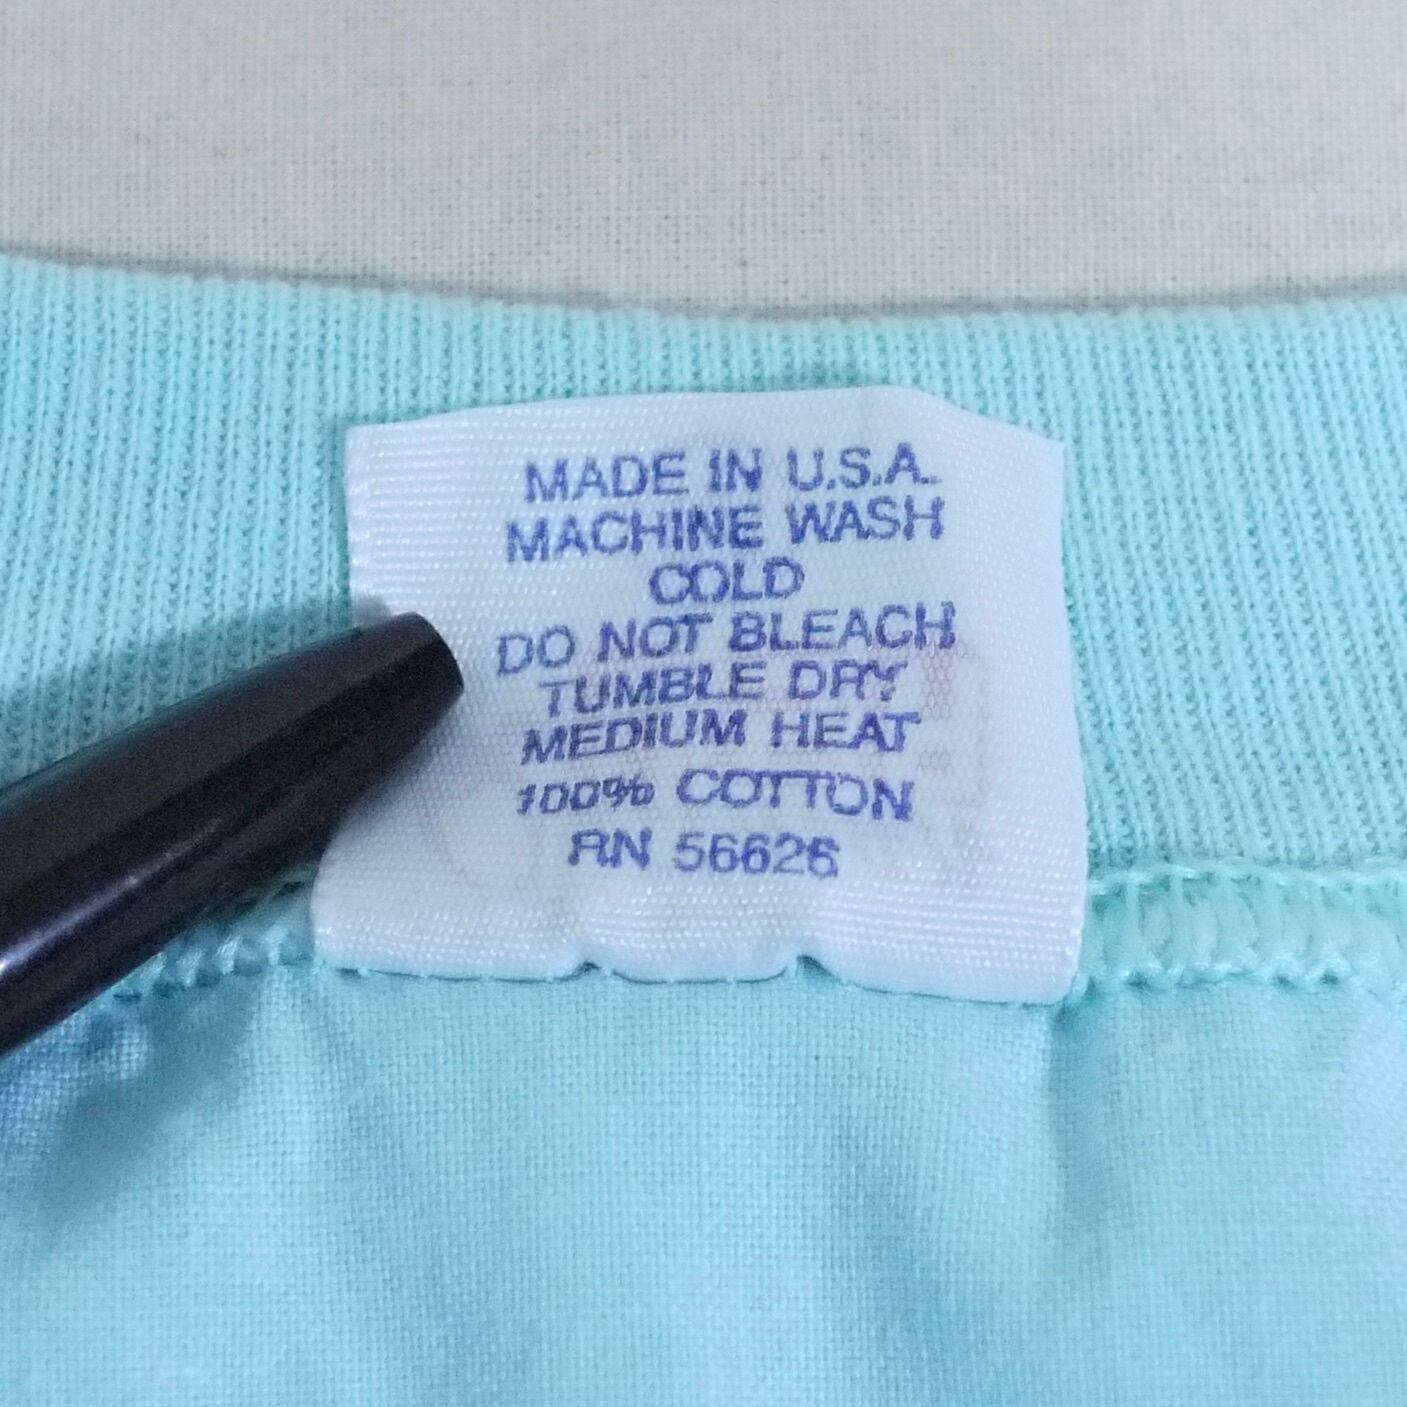 MADE IN U.S.A.
MACHINE WASH
COLD
DO NOT BLEACH
TUMBLE DRY
MEDIUM HEAT
100% COTTON
RN 56626